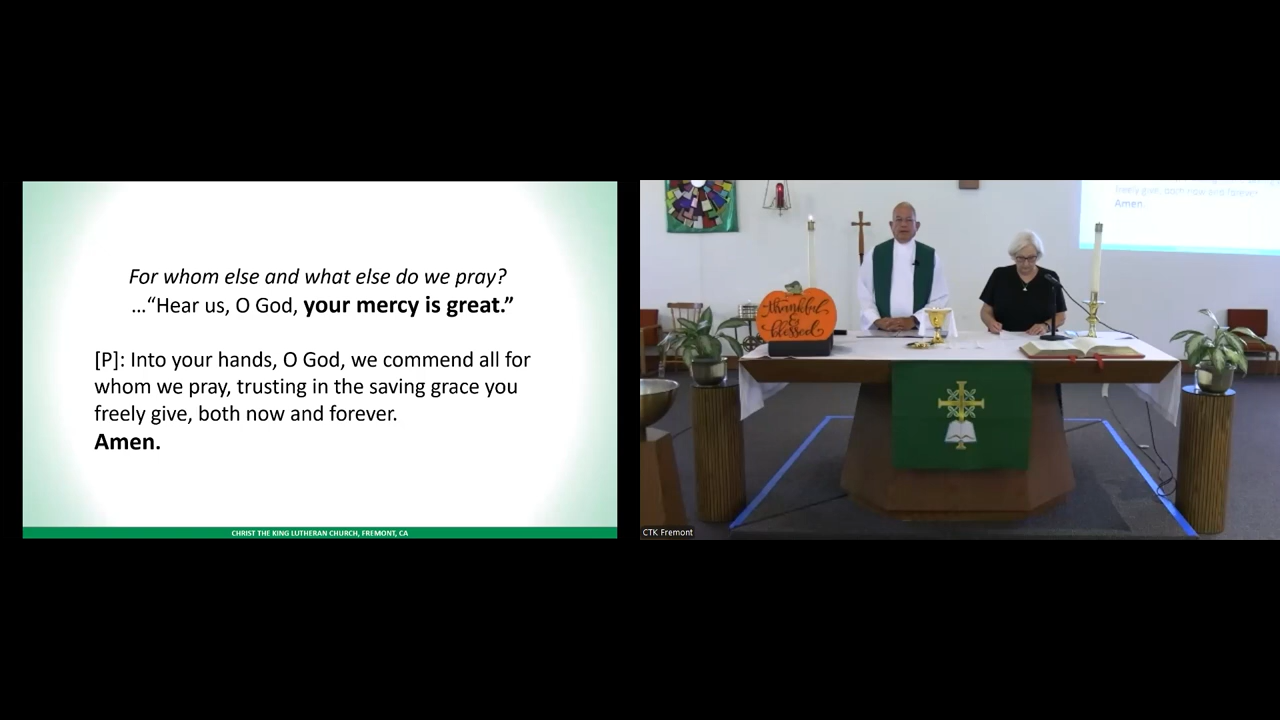 For whom else and what else do we pray?
…“Hear us, O God, your mercy is great.”
[P]: Into your hands, O God, we commend all for
whom we pray, trusting in the saving grace you
freely give, both now and forever.
Amen.
CHRIST THE KING LUTHERAN CHURCH, FREMONT, CA
freely give, both now and forever.
Amen.
thankful
&
blessed
CTK Fremont